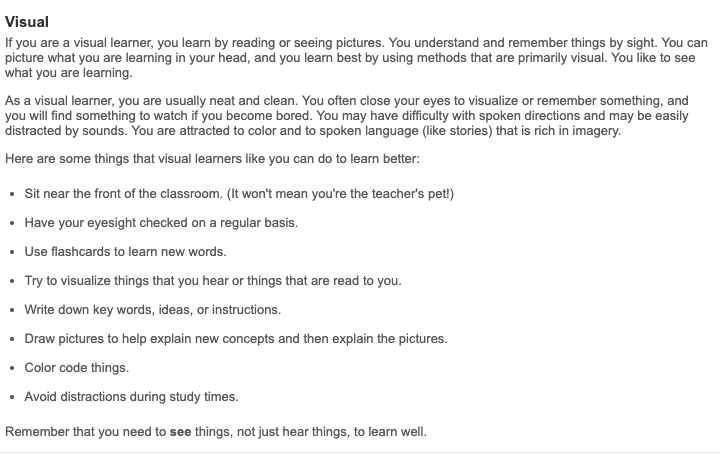 Visual
If you are a visual learner, you learn by reading or seeing pictures. You understand and remember things by sight. You can
picture what you are learning in your head, and you learn best by using methods that are primarily visual. You like to see
what you are learning.
As a visual learner, you are usually neat and clean. You often close your eyes to visualize or remember something, and
you will find something to watch if you become bored. You may have difficulty with spoken directions and may be easily
distracted by sounds. You are attracted to color and to spoken language (like stories) that is rich in imagery.
Here are some things that visual learners like you can do to learn better:
• Sit near the front of the classroom. (It won't mean you're the teacher's pet!)
• Have your eyesight checked on a regular basis.
• Use flashcards to learn new words.
• Try to visualize things that you hear or things that are read to you.
• Write down key words, ideas, or instructions.
• Draw pictures to help explain new concepts and then explain the pictures.
• Color code things.
• Avoid distractions during study times.
Remember that you need to see things, not just hear things, to learn well.